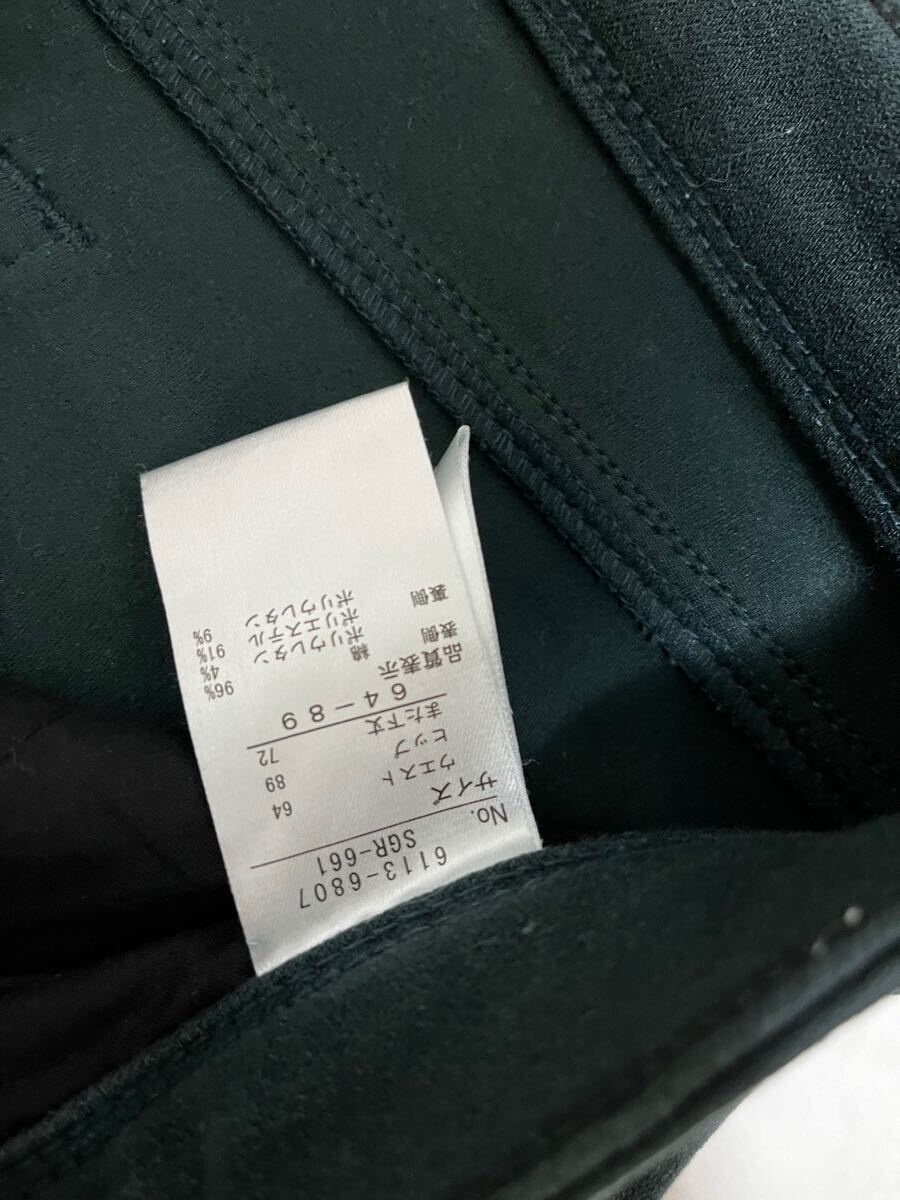 6113-6807
No. SGR-661
サイズ
ウエスト 64
ヒップ 89
また下丈 72
64-89
品質表示
表側 綿 96%
ポリウレタン 4%
裏側 ポリエステル 91%
ポリウレタン 9%